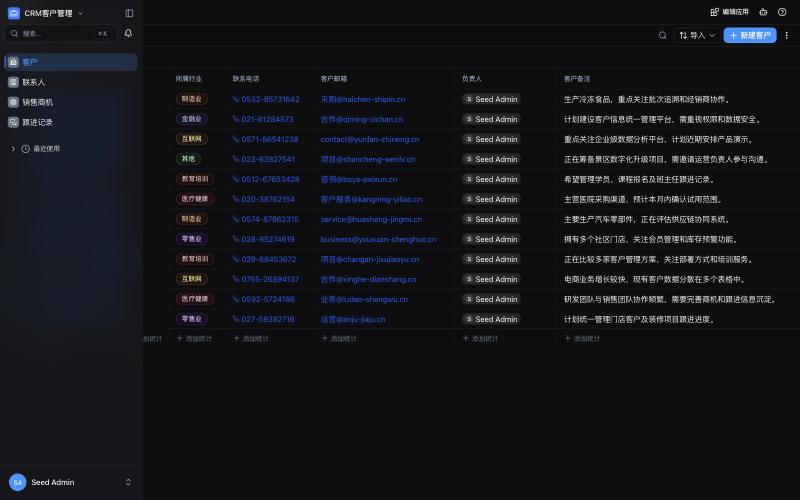 CRM客户管理
搜索...
⌘K
客户
联系人
销售商机
跟进记录
最近使用
SA
Seed Admin
编辑应用
导入
新建客户
所属行业 联系电话 客户邮箱 负责人 客户备注
制造业 0532-85731642 采购@haichen-shipin.cn S Seed Admin 生产冷冻食品，重点关注批次追溯和经销商协作。
金融业 021-61284573 合作@qiming-zichan.cn S Seed Admin 计划建设客户信息统一管理平台，需重视权限和数据安全。
互联网 0571-86541238 contact@yunfan-zhineng.cn S Seed Admin 重点关注企业级数据分析平台，计划近期安排产品演示。
其他 023-63827541 项目@shancheng-wenlv.cn S Seed Admin 正在筹备景区数字化升级项目，需邀请运营负责人参与沟通。
教育培训 0512-67653428 咨询@boya-peixun.cn S Seed Admin 希望管理学员、课程报名及班主任跟进记录。
医疗健康 020-38762154 客户服务@kangning-yiliao.cn S Seed Admin 主营医院采购渠道，预计本月内确认试用范围。
制造业 0574-87862315 service@huasheng-jingmi.cn S Seed Admin 主要生产汽车零部件，正在评估供应链协同系统。
零售业 028-85274619 business@youxuan-shenghuo.cn S Seed Admin 拥有多个社区门店，关注会员管理和库存预警功能。
教育培训 029-88453672 项目@changan-jixujiaoyu.cn S Seed Admin 正在比较多家客户管理方案，关注部署方式和培训服务。
互联网 0755-26894137 合作@xinghe-dianshang.cn S Seed Admin 电商业务增长较快，现有客户数据分散在多个表格中。
医疗健康 0592-5724186 业务@ludao-shengwu.cn S Seed Admin 研发团队与销售团队协作频繁，需要完善商机和跟进信息沉淀。
零售业 027-59382716 运营@anju-jiaju.cn S Seed Admin 计划统一管理门店客户及装修项目跟进进度。
加统计 添加统计 添加统计 添加统计 添加统计 添加统计